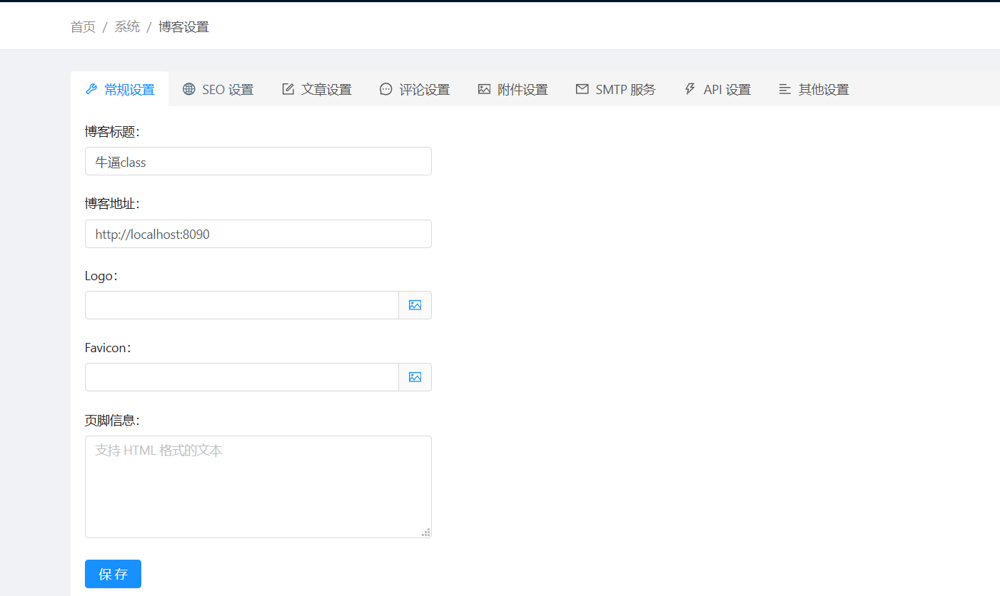 首页 / 系统 / 博客设置
常规设置 SEO 设置 文章设置 评论设置 附件设置 SMTP 服务 API 设置 其他设置
博客标题：
牛逼class
博客地址：
http://localhost:8090
Logo：
Favicon：
页脚信息：
支持 HTML 格式的文本
保存